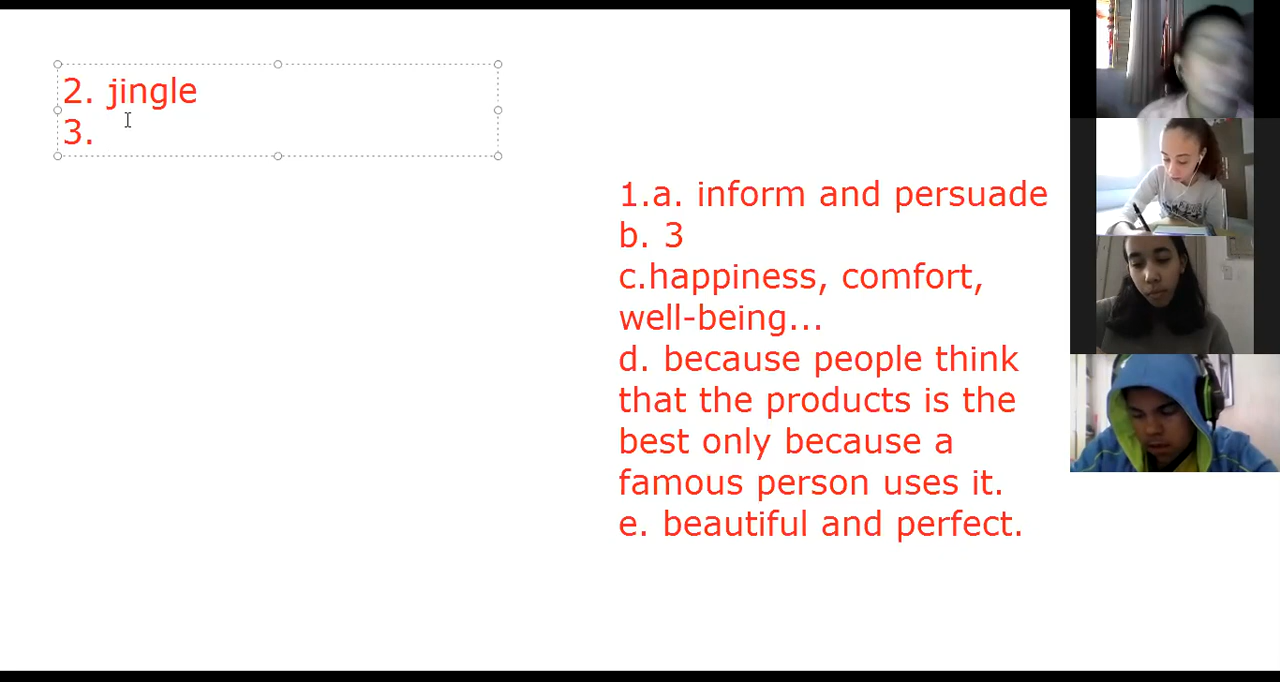 2. jingle
3.
1.a. inform and persuade
b. 3
c.happiness, comfort,
well-being...
d. because people think
that the products is the
best only because a
famous person uses it.
e. beautiful and perfect.